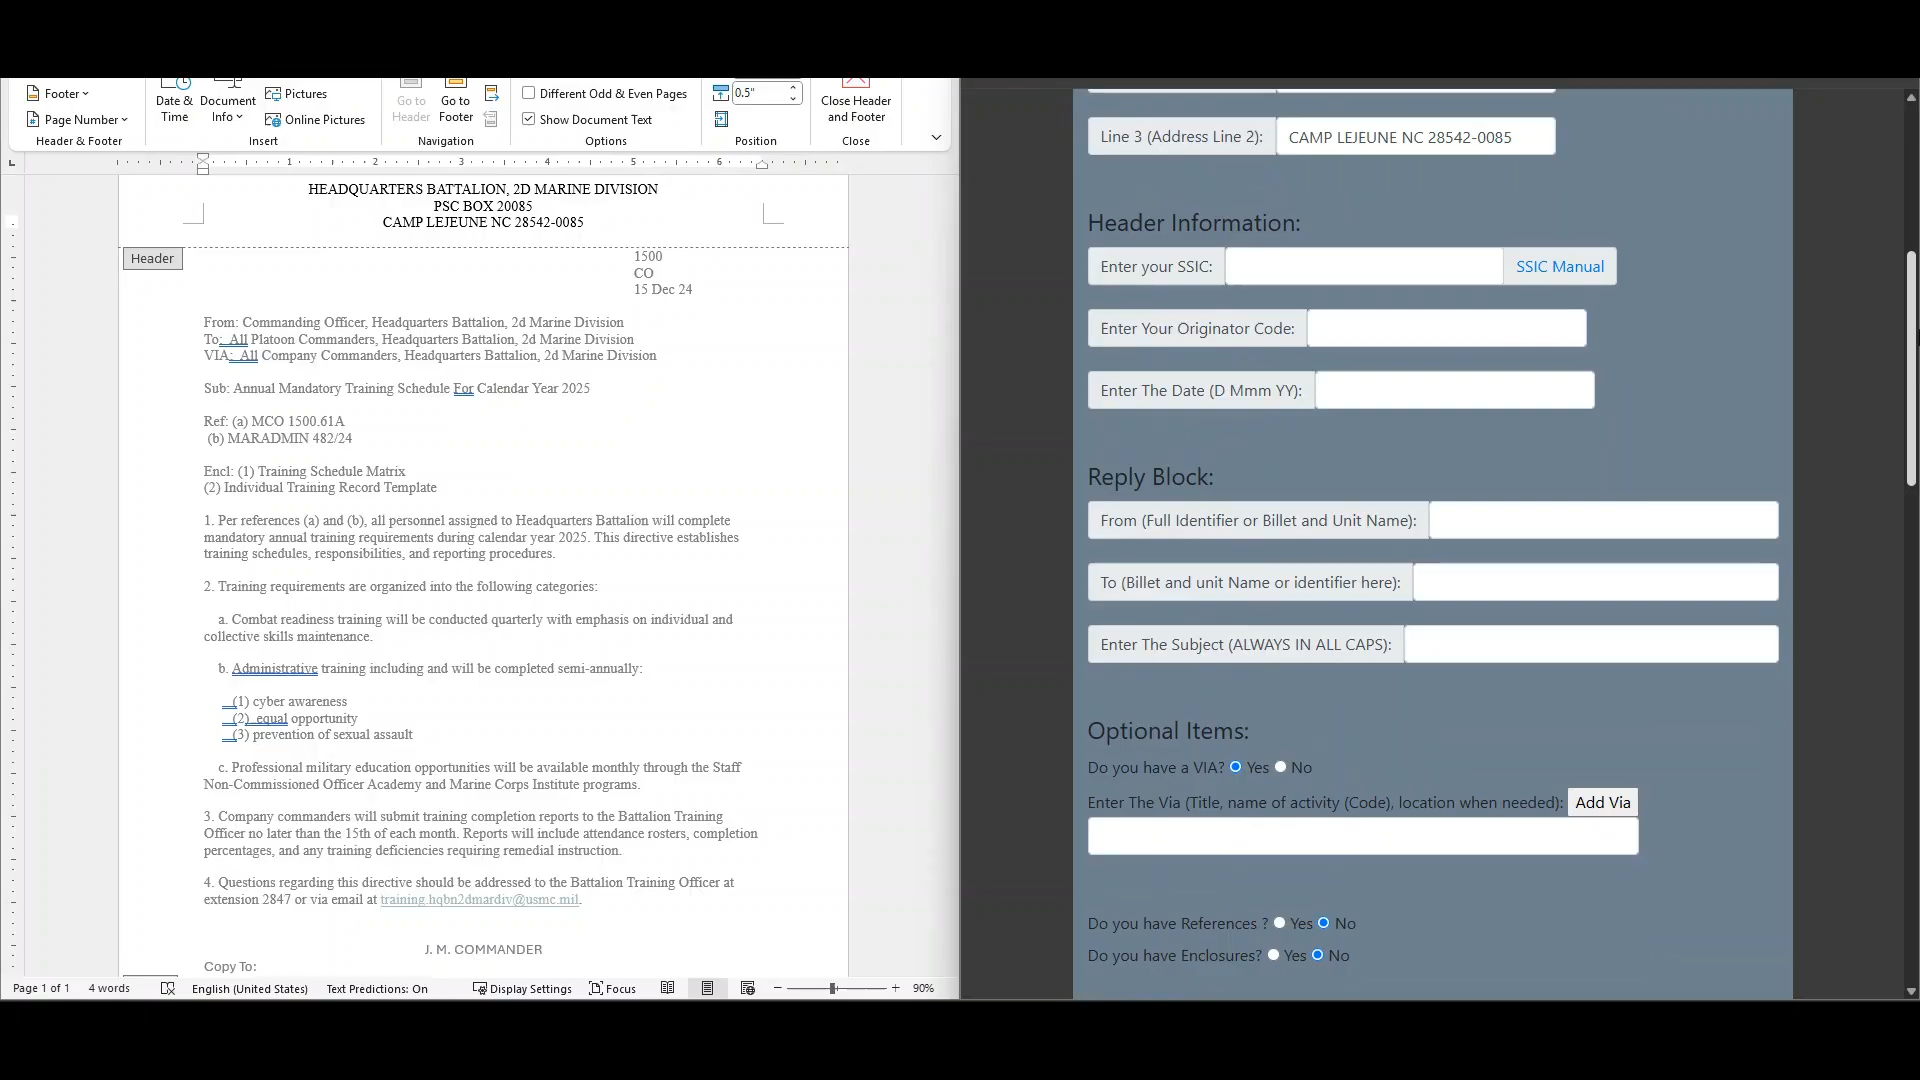 Footer
Page Number
Header & Footer
Date & Time
Document Info
Pictures
Online Pictures
Insert
Go to Header
Go to Footer
Navigation
Different Odd & Even Pages
Show Document Text
Options
0.5"
Position
Close Header and Footer
Close
1 2 3 4 5 6
HEADQUARTERS BATTALION, 2D MARINE DIVISION
PSC BOX 20085
CAMP LEJEUNE NC 28542-0085
Header
1500
CO
15 Dec 24
From: Commanding Officer, Headquarters Battalion, 2d Marine Division
To: All Platoon Commanders, Headquarters Battalion, 2d Marine Division
VIA: All Company Commanders, Headquarters Battalion, 2d Marine Division
Sub: Annual Mandatory Training Schedule For Calendar Year 2025
Ref: (a) MCO 1500.61A
(b) MARADMIN 482/24
Encl: (1) Training Schedule Matrix
(2) Individual Training Record Template
1. Per references (a) and (b), all personnel assigned to Headquarters Battalion will complete
mandatory annual training requirements during calendar year 2025. This directive establishes
training schedules, responsibilities, and reporting procedures.
2. Training requirements are organized into the following categories:
a. Combat readiness training will be conducted quarterly with emphasis on individual and
collective skills maintenance.
b. Administrative training including and will be completed semi-annually:
(1) cyber awareness
(2) equal opportunity
(3) prevention of sexual assault
c. Professional military education opportunities will be available monthly through the Staff
Non-Commissioned Officer Academy and Marine Corps Institute programs.
3. Company commanders will submit training completion reports to the Battalion Training
Officer no later than the 15th of each month. Reports will include attendance rosters, completion
percentages, and any training deficiencies requiring remedial instruction.
4. Questions regarding this directive should be addressed to the Battalion Training Officer at
extension 2847 or via email at training.hqbn2dmardiv@usmc.mil.
J. M. COMMANDER
Copy To:
Page 1 of 1 4 words English (United States) Text Predictions: On Display Settings Focus 90%
Line 3 (Address Line 2): CAMP LEJEUNE NC 28542-0085
Header Information:
Enter your SSIC: SSIC Manual
Enter Your Originator Code:
Enter The Date (D Mmm YY):
Reply Block:
From (Full Identifier or Billet and Unit Name):
To (Billet and unit Name or identifier here):
Enter The Subject (ALWAYS IN ALL CAPS):
Optional Items:
Do you have a VIA? Yes No
Enter The Via (Title, name of activity (Code), location when needed): Add Via
Do you have References ? Yes No
Do you have Enclosures? Yes No